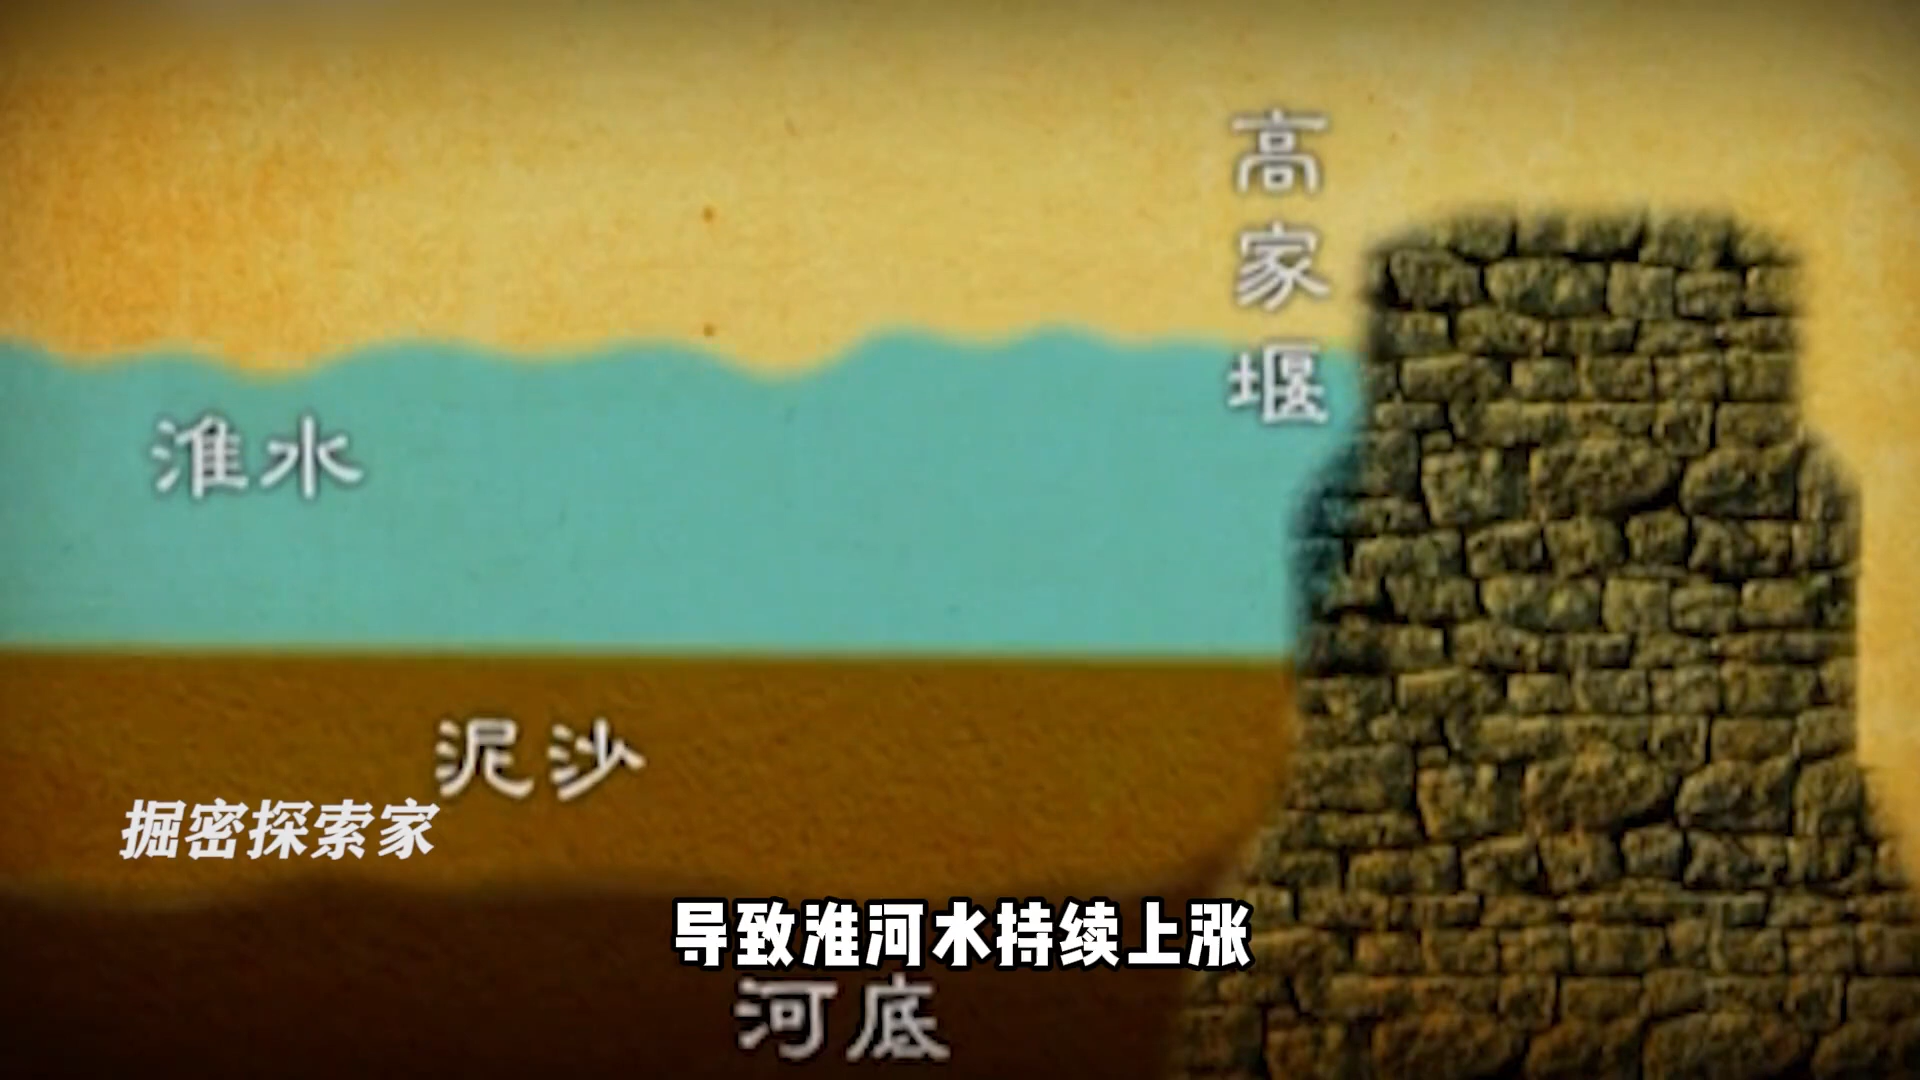 高家堰
淮水
泥沙
掘密探索家
导致淮河水持续上涨
河底